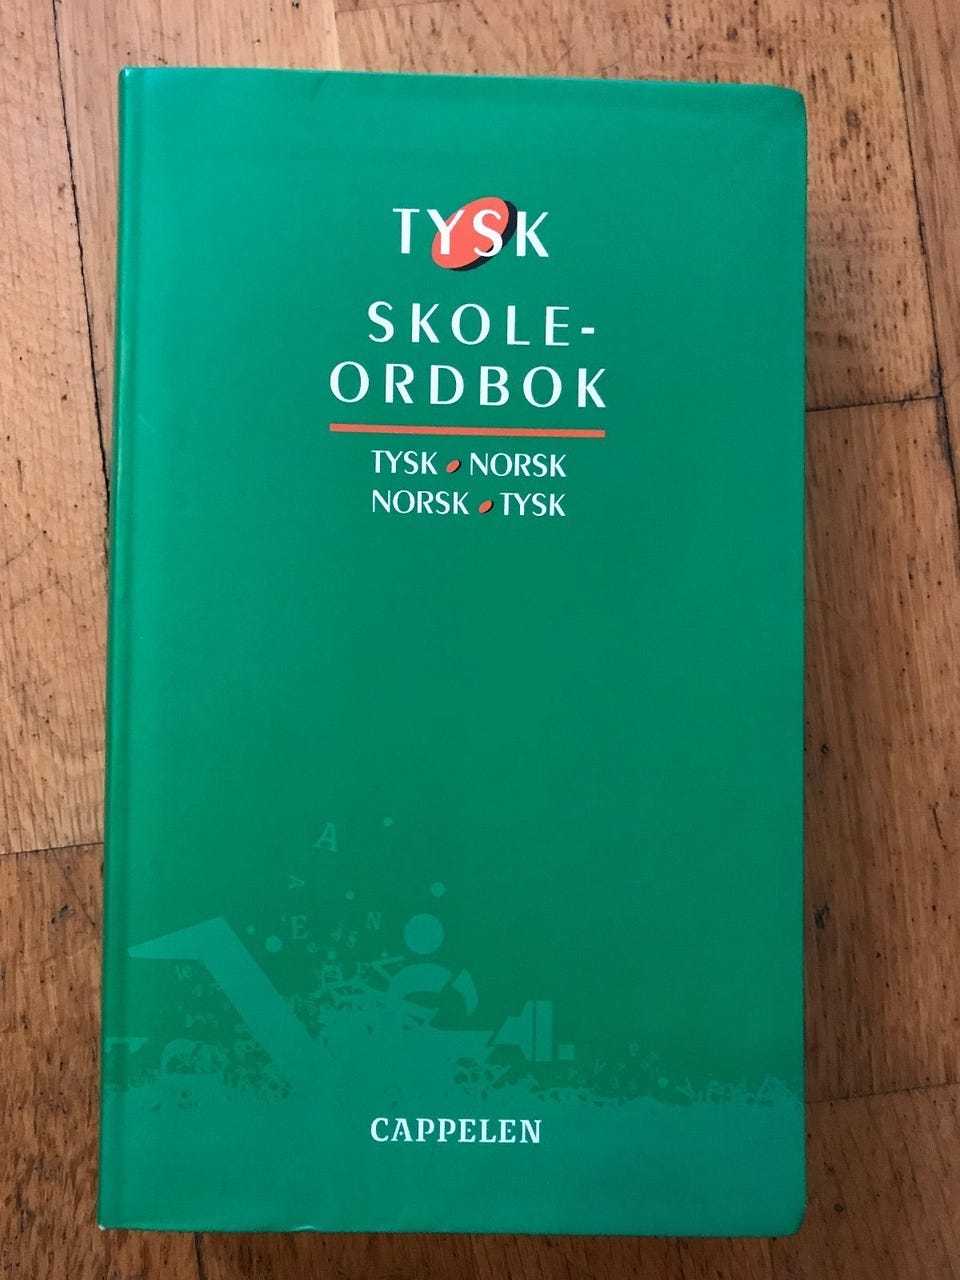 TYSK
SKOLE-
ORDBOK
TYSK • NORSK
NORSK • TYSK
CAPPELEN